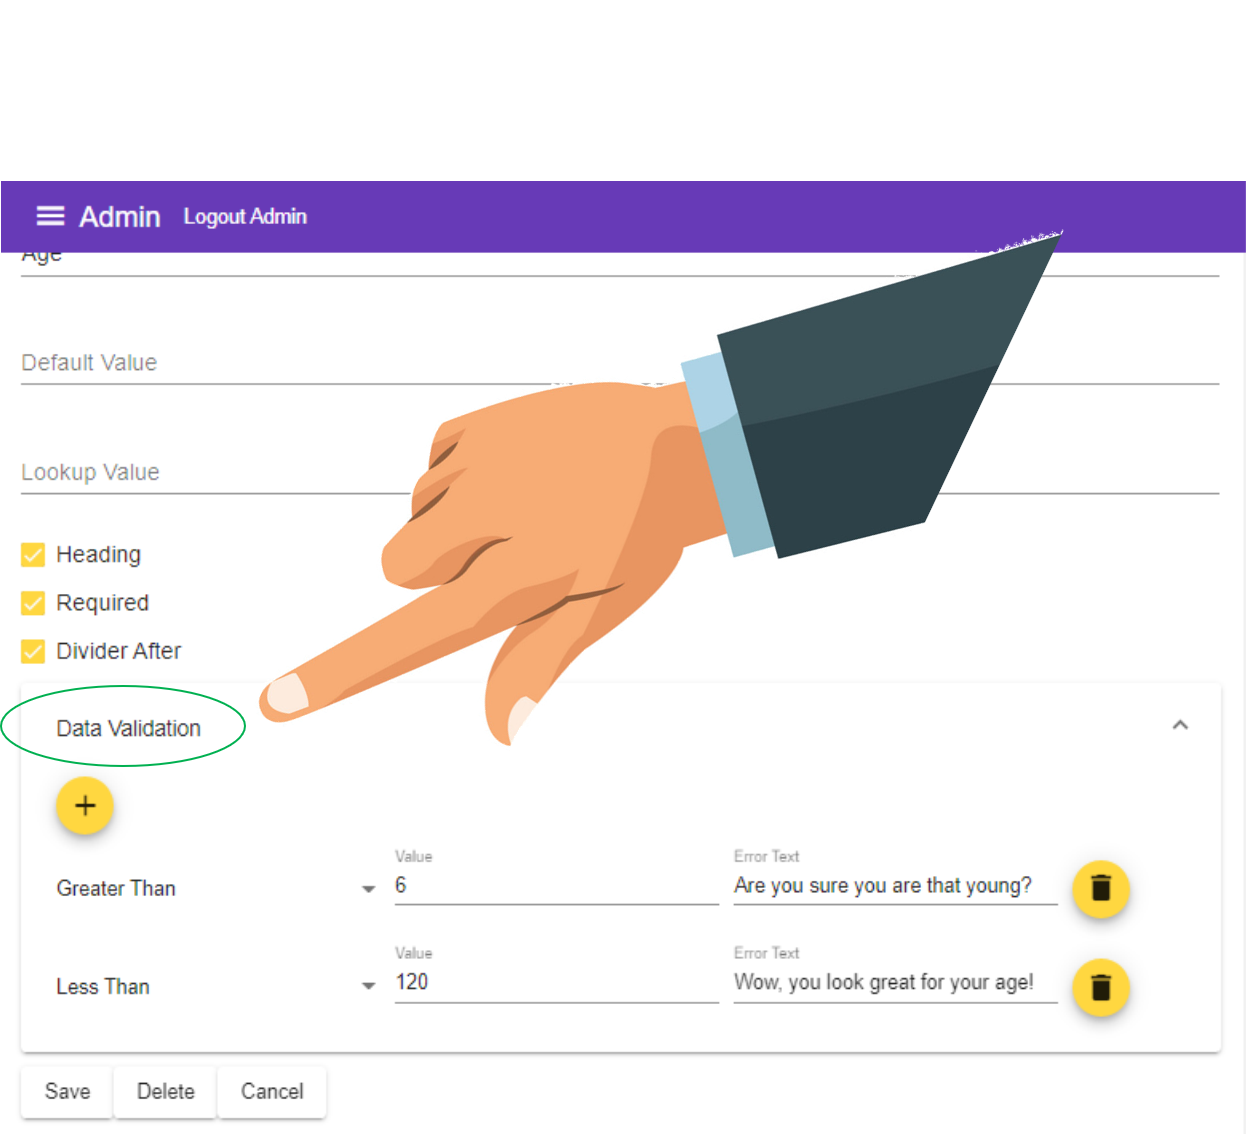 Admin Logout Admin
Age
Default Value
Lookup Value
Heading
Required
Divider After
Data Validation
Value Error Text
Greater Than 6 Are you sure you are that young?
Value Error Text
Less Than 120 Wow, you look great for your age!
Save Delete Cancel